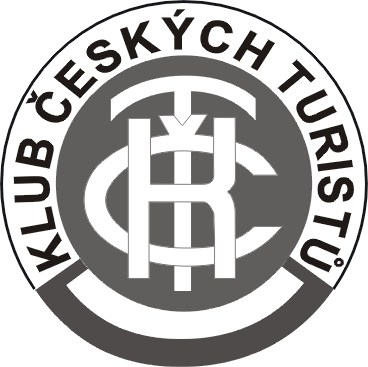 KLUB ČESKÝCH TURISTŮ
KČT